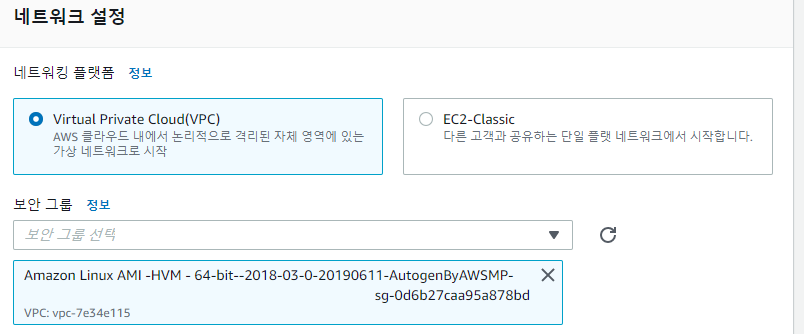 네트워크 설정
네트워킹 플랫폼 정보
Virtual Private Cloud(VPC)
AWS 클라우드 내에서 논리적으로 격리된 자체 영역에 있는
가상 네트워크로 시작
EC2-Classic
다른 고객과 공유하는 단일 플랫 네트워크에서 시작합니다.
보안 그룹 정보
보안 그룹 선택
Amazon Linux AMI -HVM - 64-bit--2018-03-0-20190611-AutogenByAWSMP-
sg-0d6b27caa95a878bd
VPC: vpc-7e34e115